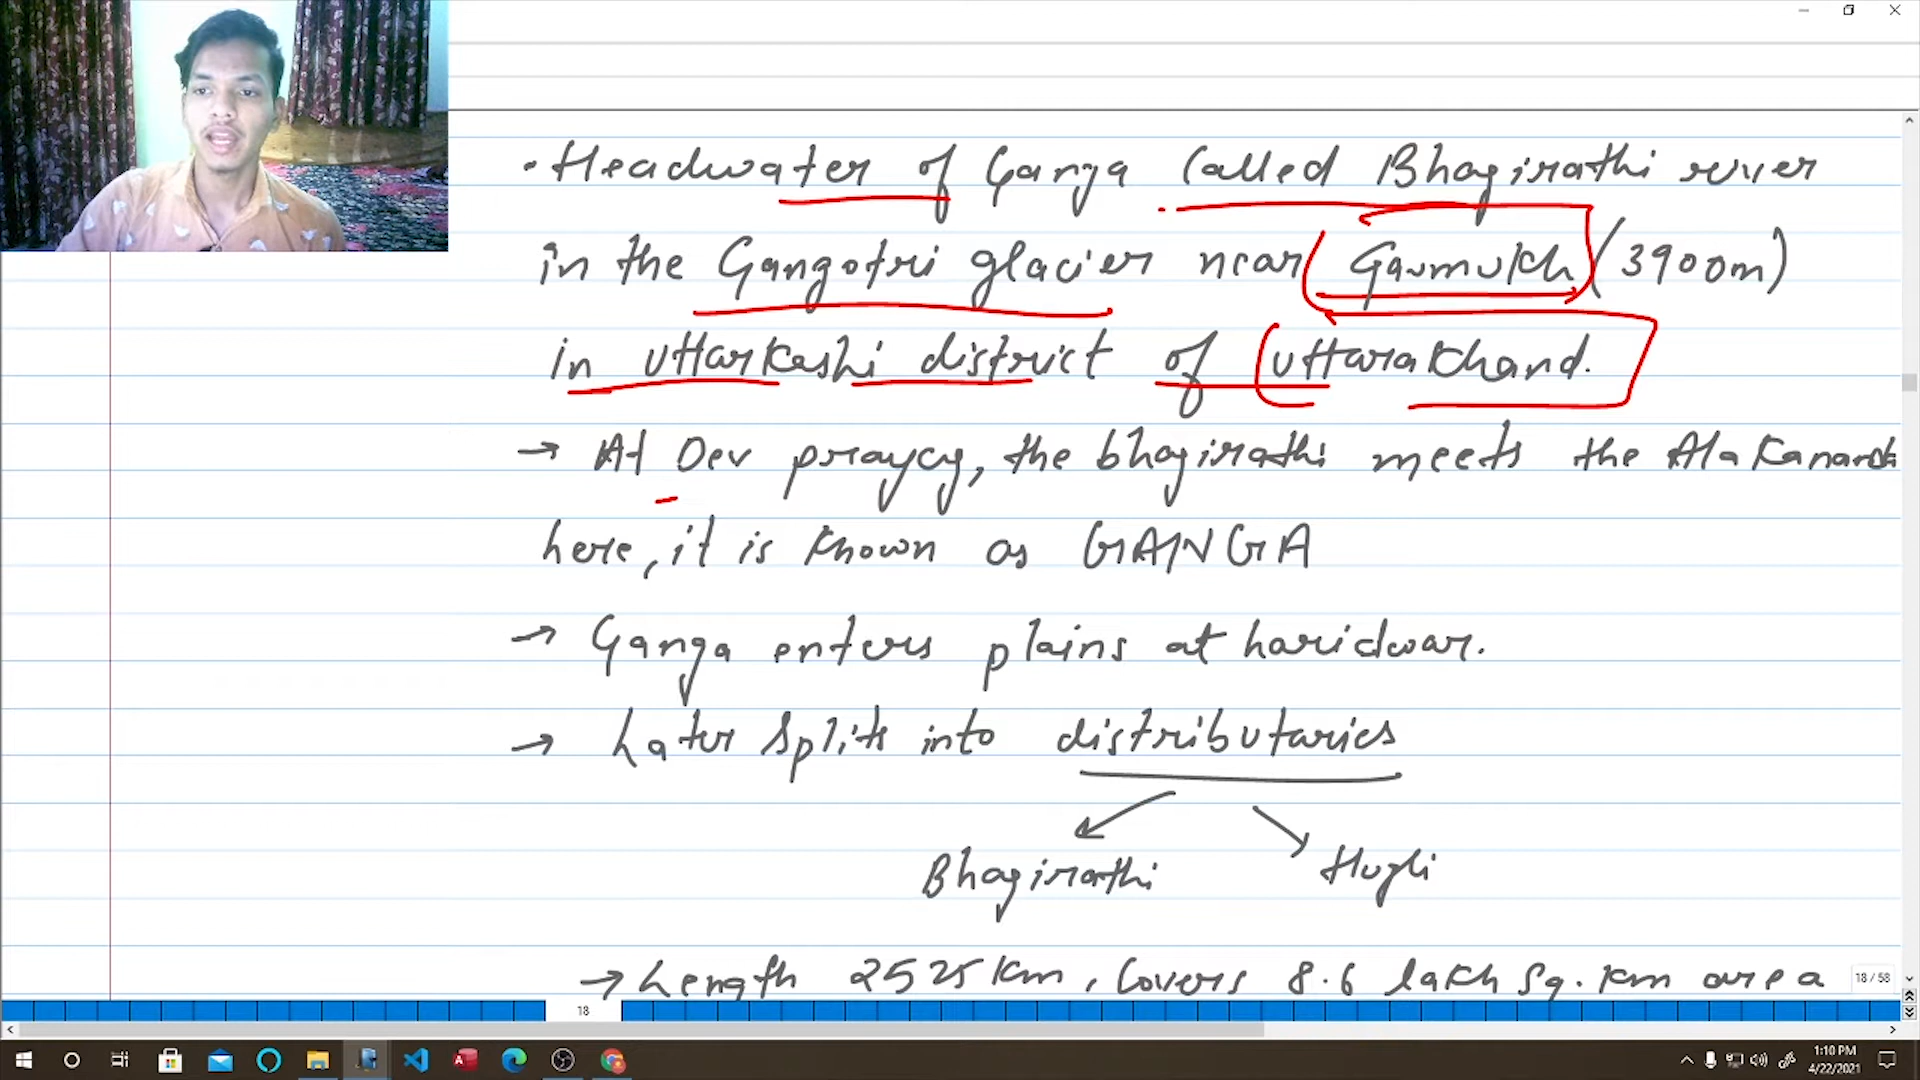 • Headwater of Ganga called Bhagirathi river
in the Gangotri glacier near Gaumukh (3900m)
in uttarkashi district of uttarakhand.
→ At Dev prayag, the bhagirathi meets the Alakananda
here, it is known as GANGA
→ Ganga enters plains at haridwar.
→ Later splits into distributaries
Bhagirathi Hugli
→ Length 2525 Km, Covers 8.6 lakh Sq. Km area
18 / 58
18
1:10 PM
4/22/2021